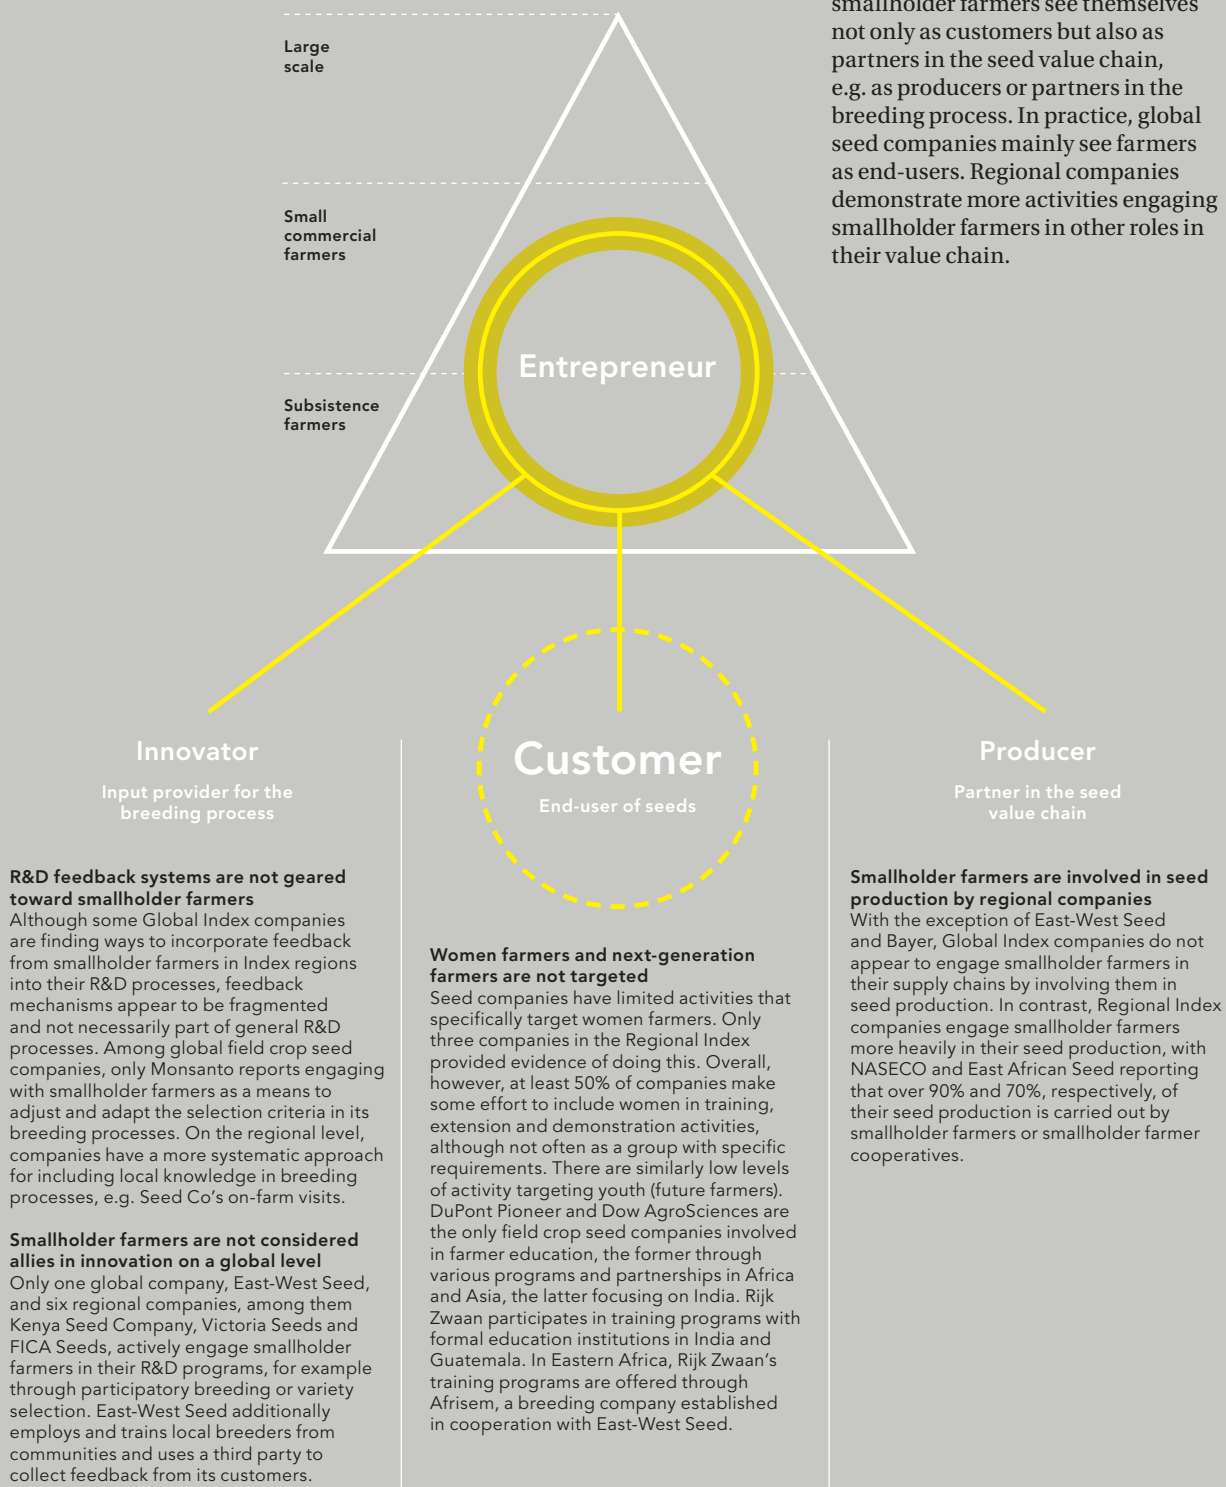 smallholder farmers see themselves
not only as customers but also as
partners in the seed value chain,
e.g. as producers or partners in the
breeding process. In practice, global
seed companies mainly see farmers
as end-users. Regional companies
demonstrate more activities engaging
smallholder farmers in other roles in
their value chain.
Large
scale
Small
commercial
farmers
Subsistence
farmers
Entrepreneur
Innovator
Input provider for the
breeding process
R&D feedback systems are not geared
toward smallholder farmers
Although some Global Index companies
are finding ways to incorporate feedback
from smallholder farmers in Index regions
into their R&D processes, feedback
mechanisms appear to be fragmented
and not necessarily part of general R&D
processes. Among global field crop seed
companies, only Monsanto reports engaging
with smallholder farmers as a means to
adjust and adapt the selection criteria in its
breeding processes. On the regional level,
companies have a more systematic approach
for including local knowledge in breeding
processes, e.g. Seed Co's on-farm visits.
Smallholder farmers are not considered
allies in innovation on a global level
Only one global company, East-West Seed,
and six regional companies, among them
Kenya Seed Company, Victoria Seeds and
FICA Seeds, actively engage smallholder
farmers in their R&D programs, for example
through participatory breeding or variety
selection. East-West Seed additionally
employs and trains local breeders from
communities and uses a third party to
collect feedback from its customers.
Customer
End-user of seeds
Women farmers and next-generation
farmers are not targeted
Seed companies have limited activities that
specifically target women farmers. Only
three companies in the Regional Index
provided evidence of doing this. Overall,
however, at least 50% of companies make
some effort to include women in training,
extension and demonstration activities,
although not often as a group with specific
requirements. There are similarly low levels
of activity targeting youth (future farmers).
DuPont Pioneer and Dow AgroSciences are
the only field crop seed companies involved
in farmer education, the former through
various programs and partnerships in Africa
and Asia, the latter focusing on India. Rijk
Zwaan participates in training programs with
formal education institutions in India and
Guatemala. In Eastern Africa, Rijk Zwaan's
training programs are offered through
Afrisem, a breeding company established
in cooperation with East-West Seed.
Producer
Partner in the seed
value chain
Smallholder farmers are involved in seed
production by regional companies
With the exception of East-West Seed
and Bayer, Global Index companies do not
appear to engage smallholder farmers in
their supply chains by involving them in
seed production. In contrast, Regional Index
companies engage smallholder farmers
more heavily in their seed production, with
NASECO and East African Seed reporting
that over 90% and 70%, respectively, of
their seed production is carried out by
smallholder farmers or smallholder farmer
cooperatives.